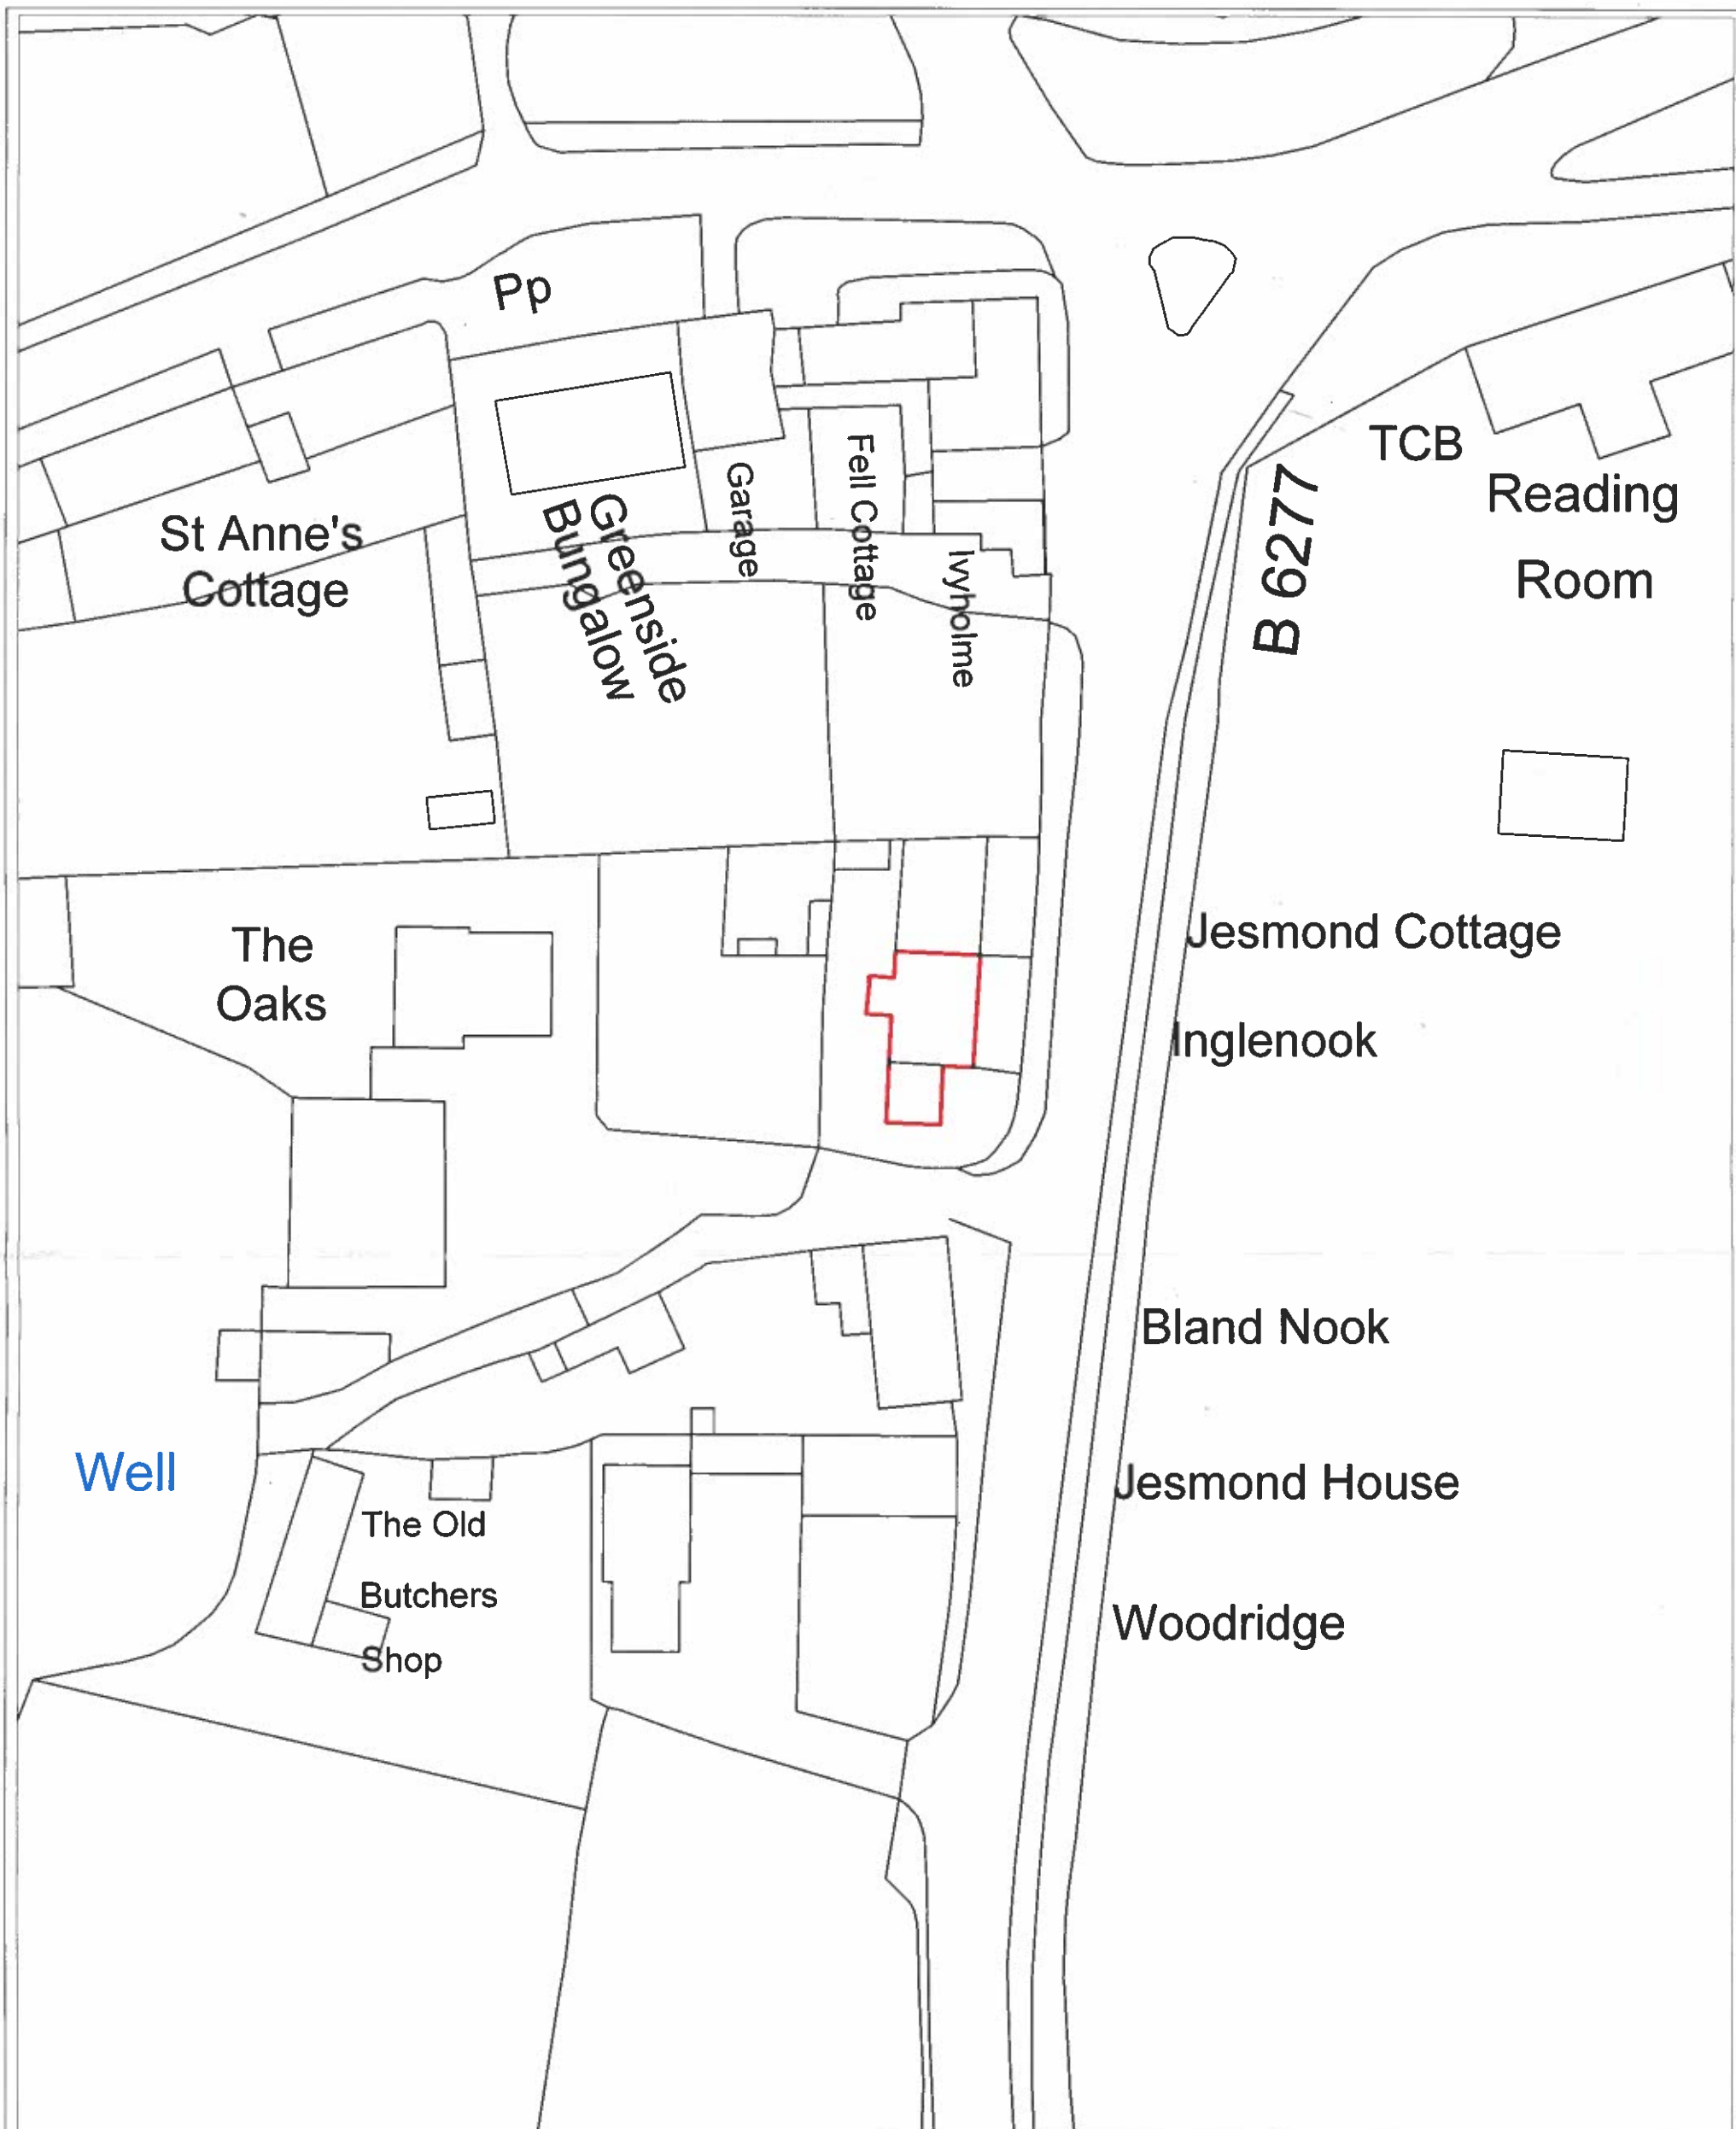 Pp
TCB
Reading
Room
B 6277
St Anne's
Cottage
Greenside
Bungalow
Garage
Fell Cottage
Ivyholme
The
Oaks
Jesmond Cottage
Inglenook
Bland Nook
Well
Jesmond House
The Old
Butchers
Shop
Woodridge